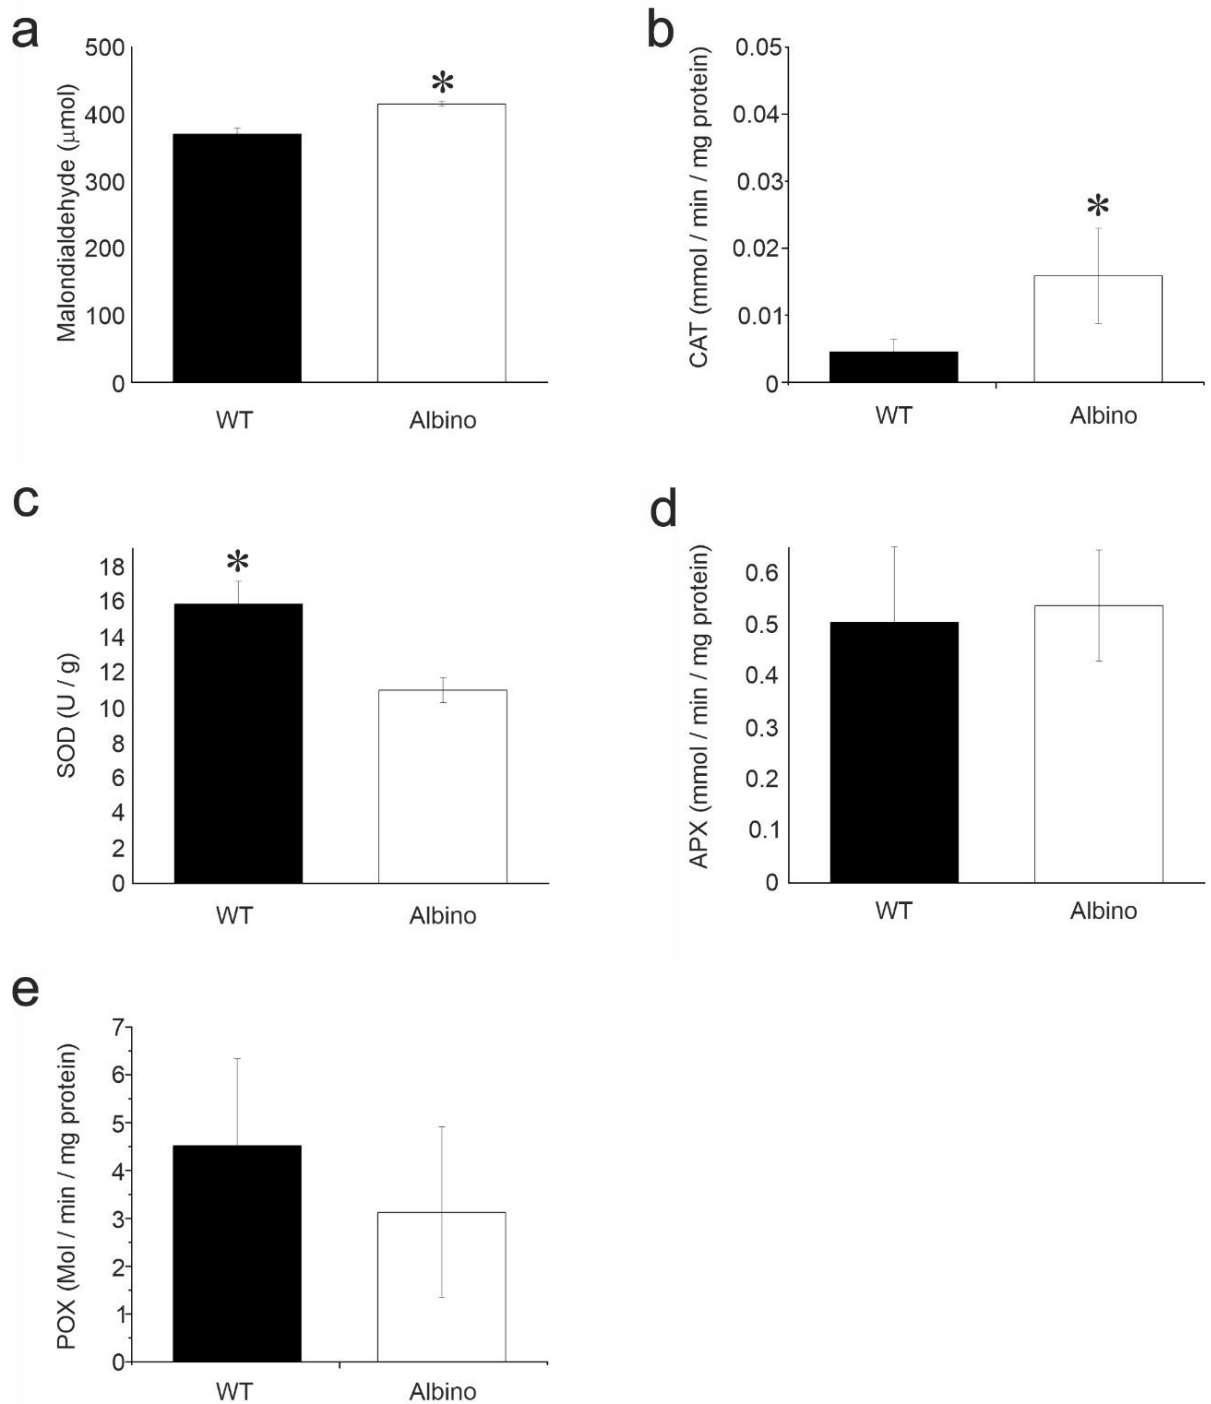 a
Malondialdehyde (μmol)
500
400
300
200
100
0
*
WT Albino
b
CAT (mmol / min / mg protein)
0.05
0.04
0.03
0.02
0.01
0
*
WT Albino
c
SOD (U / g)
18
16
14
12
10
8
6
4
2
0
*
WT Albino
d
APX (mmol / min / mg protein)
0.6
0.5
0.4
0.3
0.2
0.1
0
WT Albino
e
POX (Mol / min / mg protein)
7
6
5
4
3
2
1
0
WT Albino